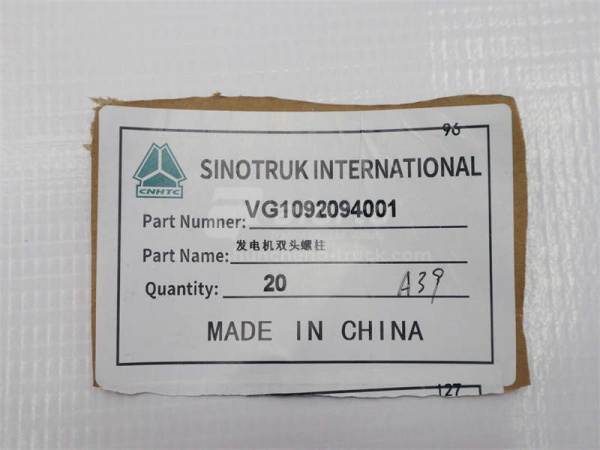 96
SINOTRUK INTERNATIONAL
CNHTC
Part Numner: VG1092094001
Part Name: 发电机双头螺柱
Quantity: 20 A39
MADE IN CHINA
127